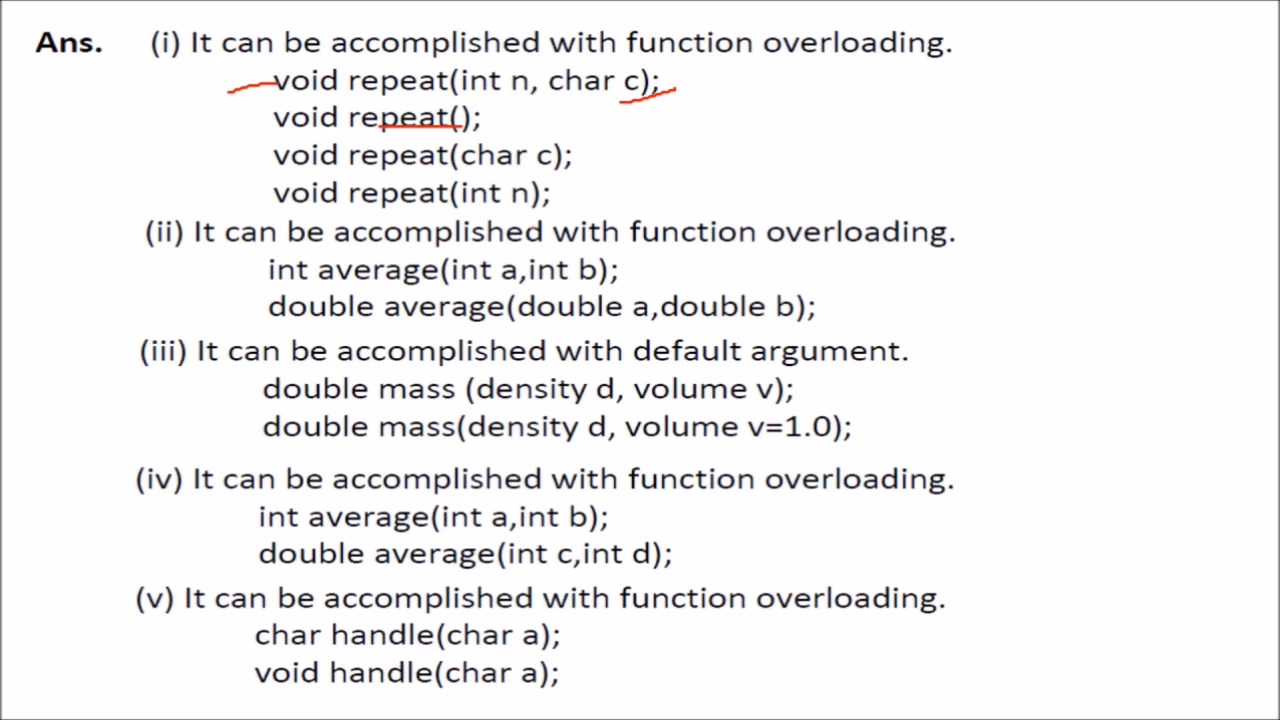 Ans. (i) It can be accomplished with function overloading.
void repeat(int n, char c);
void repeat();
void repeat(char c);
void repeat(int n);
(ii) It can be accomplished with function overloading.
int average(int a,int b);
double average(double a,double b);
(iii) It can be accomplished with default argument.
double mass (density d, volume v);
double mass(density d, volume v=1.0);
(iv) It can be accomplished with function overloading.
int average(int a,int b);
double average(int c,int d);
(v) It can be accomplished with function overloading.
char handle(char a);
void handle(char a);